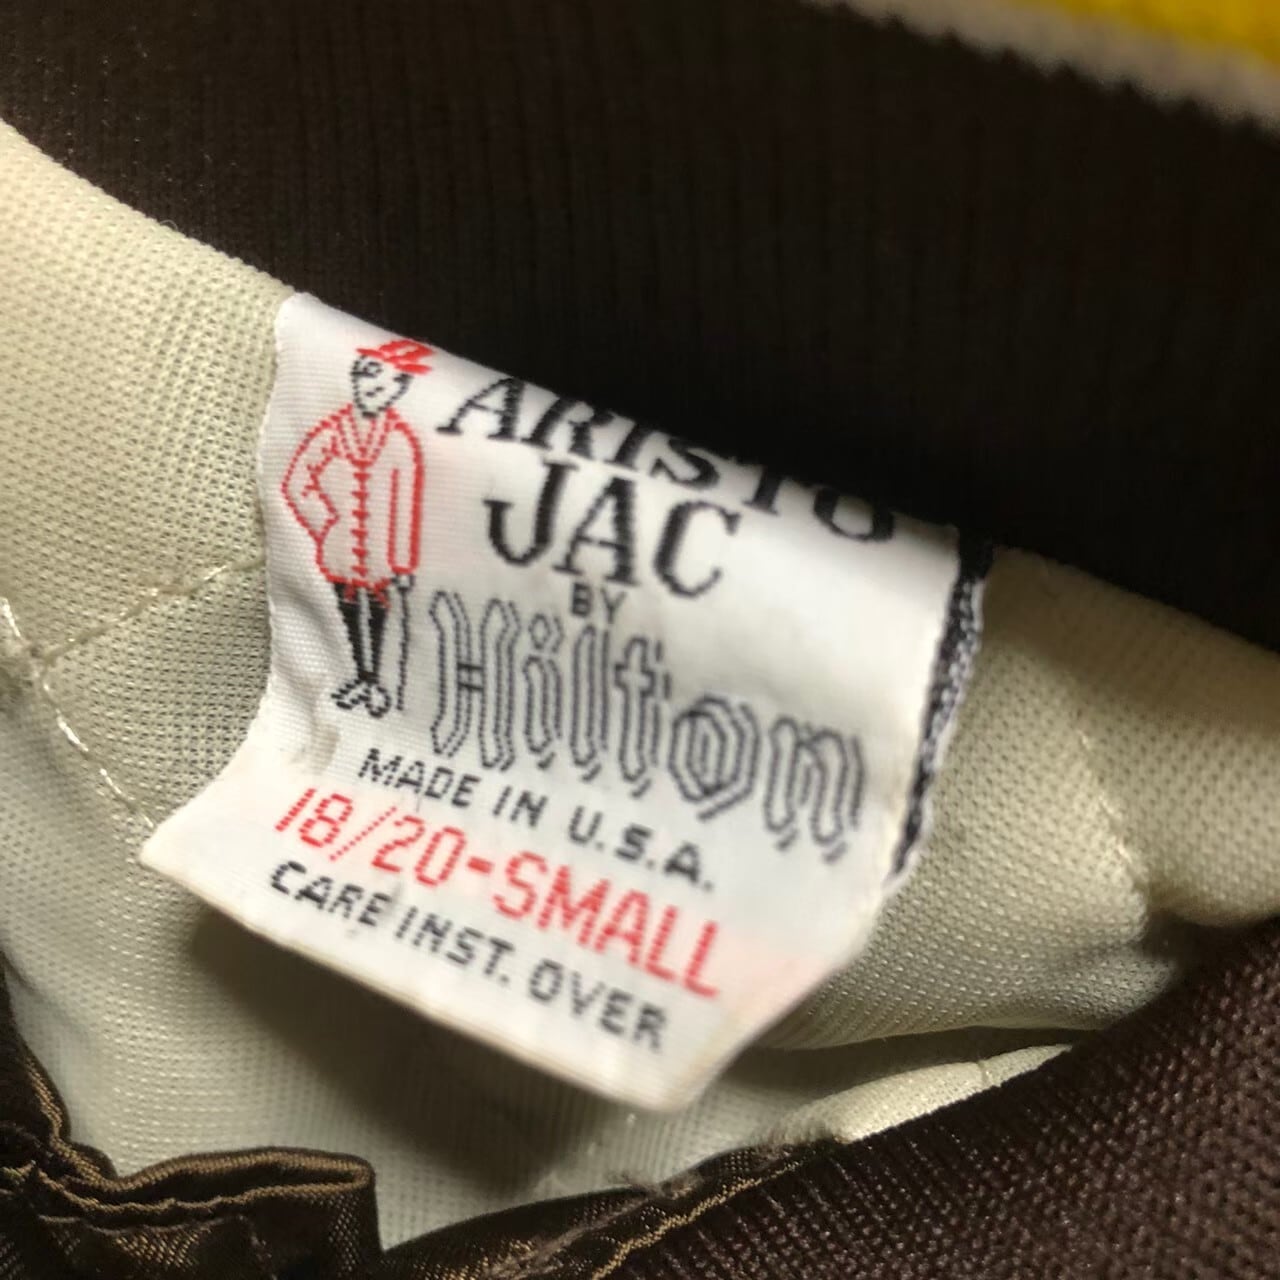 ARISTO
JAC
BY
Hilton
MADE IN U.S.A.
18/20-SMALL
CARE INST. OVER